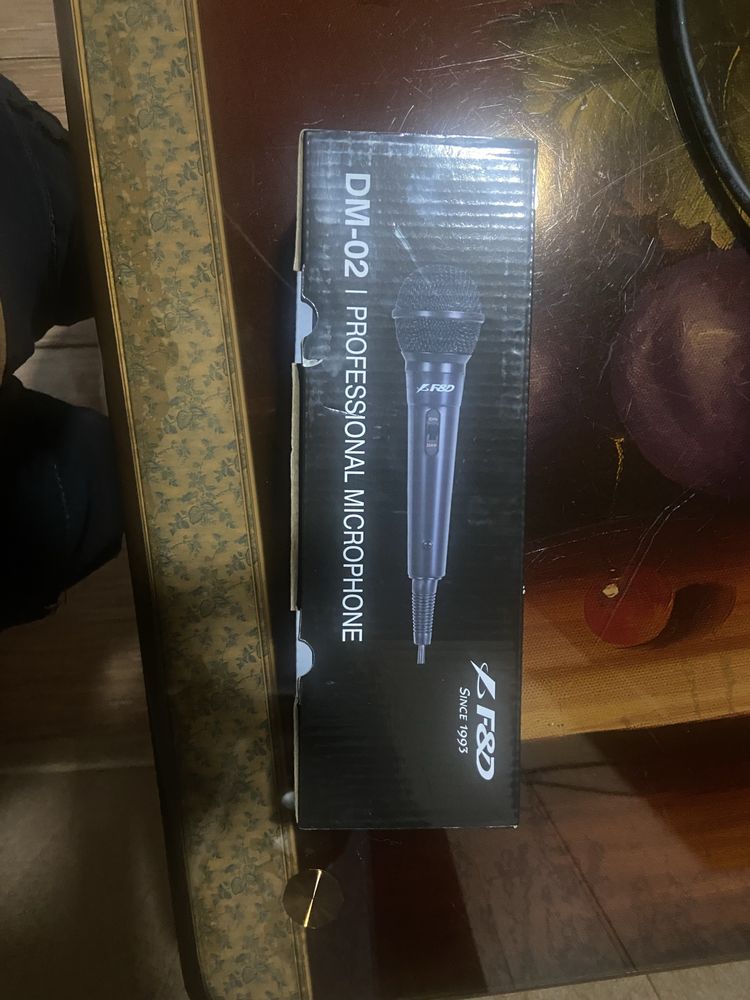 DM-02 | PROFESSIONAL MICROPHONE
F&D
F&D
SINCE 1993